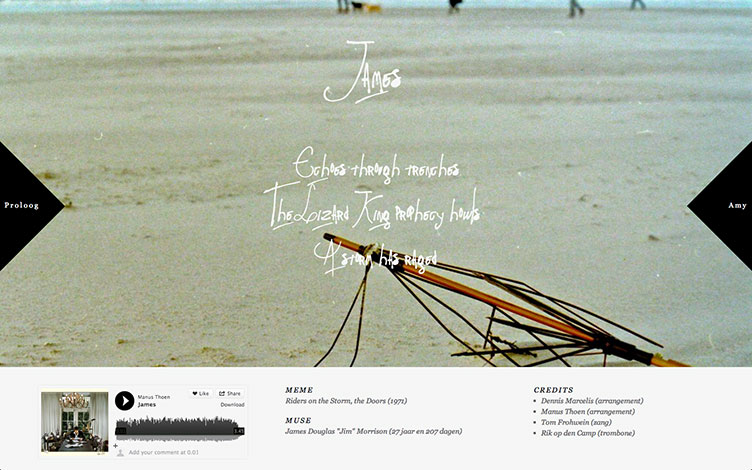 James
Echoes through trenches
The Lizard King prophecy howls
A storm has raged
Proloog
Amy
Manus Thoen
James
Like
Share
Download
3.45
Add your comment at 0.01
MEME
Riders on the Storm, the Doors (1971)
MUSE
James Douglas "Jim" Morrison (27 jaar en 207 dagen)
CREDITS
Dennis Marcelis (arrangement)
Manus Thoen (arrangement)
Tom Frohwein (zang)
Rik op den Camp (trombone)